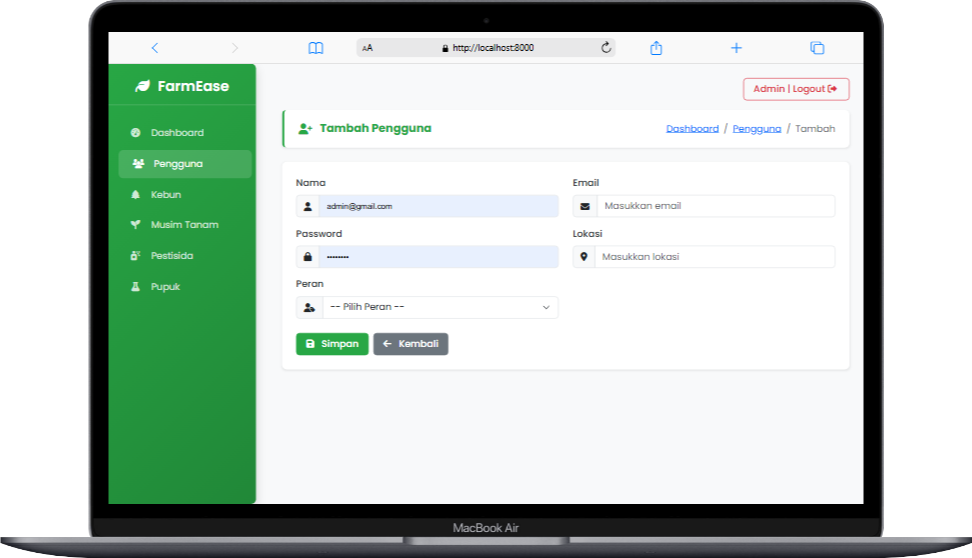 AA http://localhost:8000
FarmEase
Admin | Logout
Dashboard
Pengguna
Kebun
Musim Tanam
Pestisida
Pupuk
Tambah Pengguna
Dashboard / Pengguna / Tambah
Nama
admin@gmail.com
Email
Masukkan email
Password
••••••••
Lokasi
Masukkan lokasi
Peran
-- Pilih Peran --
Simpan
Kembali
MacBook Air